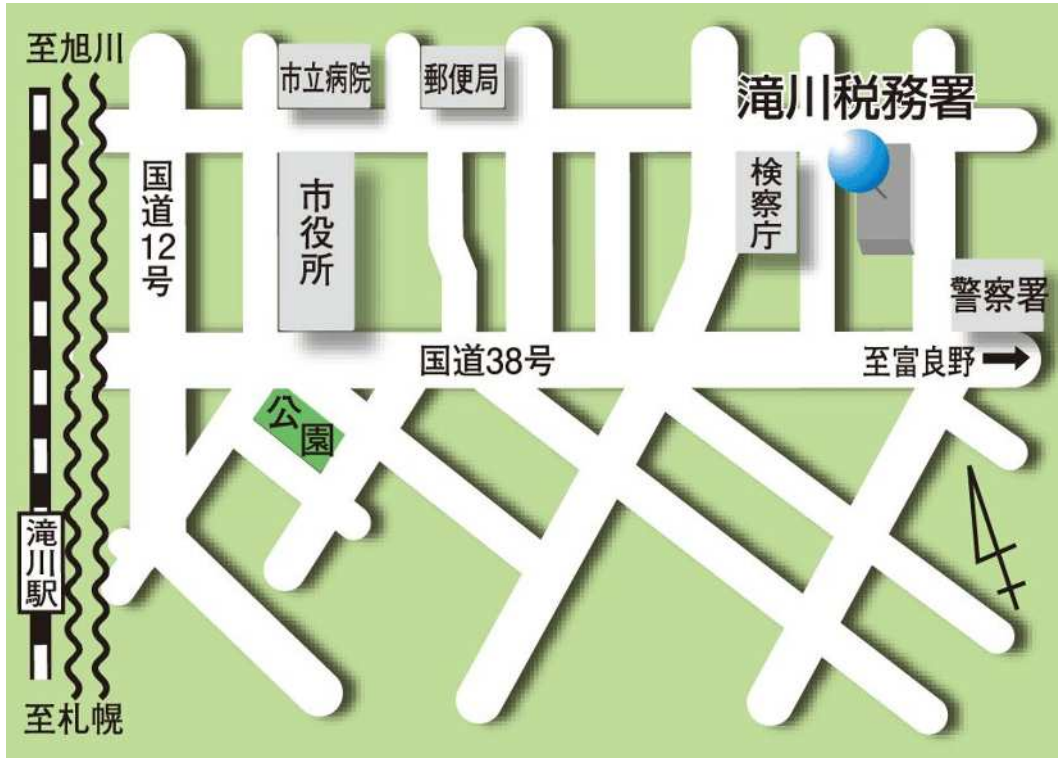 至旭川
市立病院
郵便局
滝川税務署
国道12号
市役所
検察庁
警察署
国道38号
至富良野
公園
滝川駅
至札幌